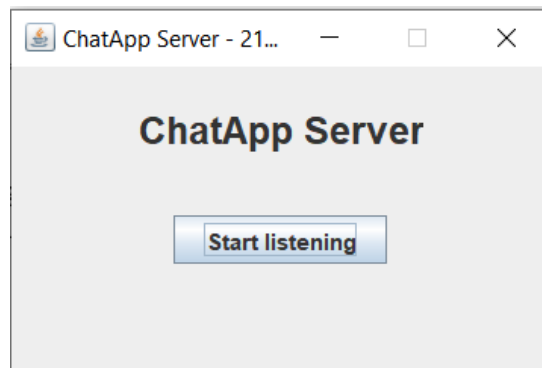 ChatApp Server - 21...
ChatApp Server
Start listening